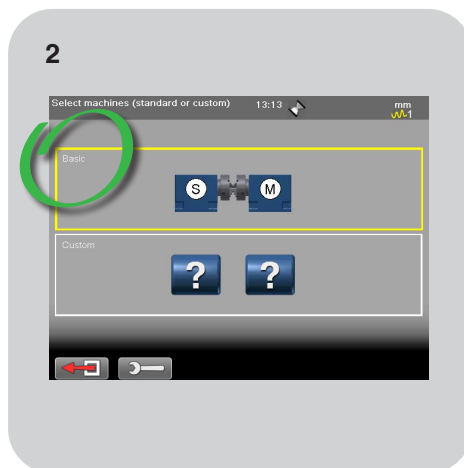 2
Select machines (standard or custom) 13:13 mm
1
Basic
S M
Custom
? ?